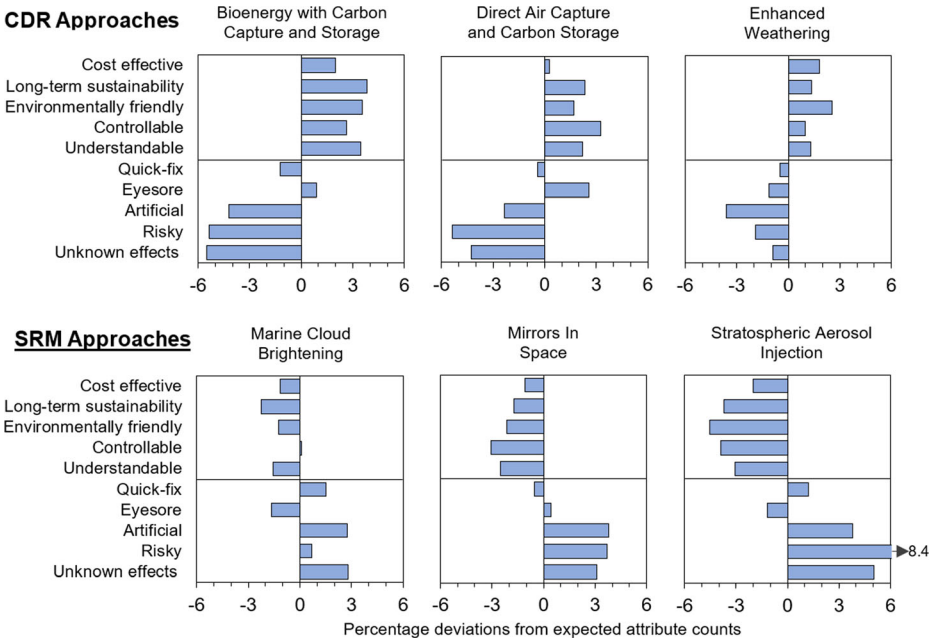 CDR Approaches
Bioenergy with Carbon
Capture and Storage
Direct Air Capture
and Carbon Storage
Enhanced
Weathering
Cost effective
Long-term sustainability
Environmentally friendly
Controllable
Understandable
Quick-fix
Eyesore
Artificial
Risky
Unknown effects
-6 -3 0 3 6 -6 -3 0 3 6 -6 -3 0 3 6
SRM Approaches
Marine Cloud
Brightening
Mirrors In
Space
Stratospheric Aerosol
Injection
Cost effective
Long-term sustainability
Environmentally friendly
Controllable
Understandable
Quick-fix
Eyesore
Artificial
Risky
8.4
Unknown effects
-6 -3 0 3 6 -6 -3 0 3 6 -6 -3 0 3 6
Percentage deviations from expected attribute counts